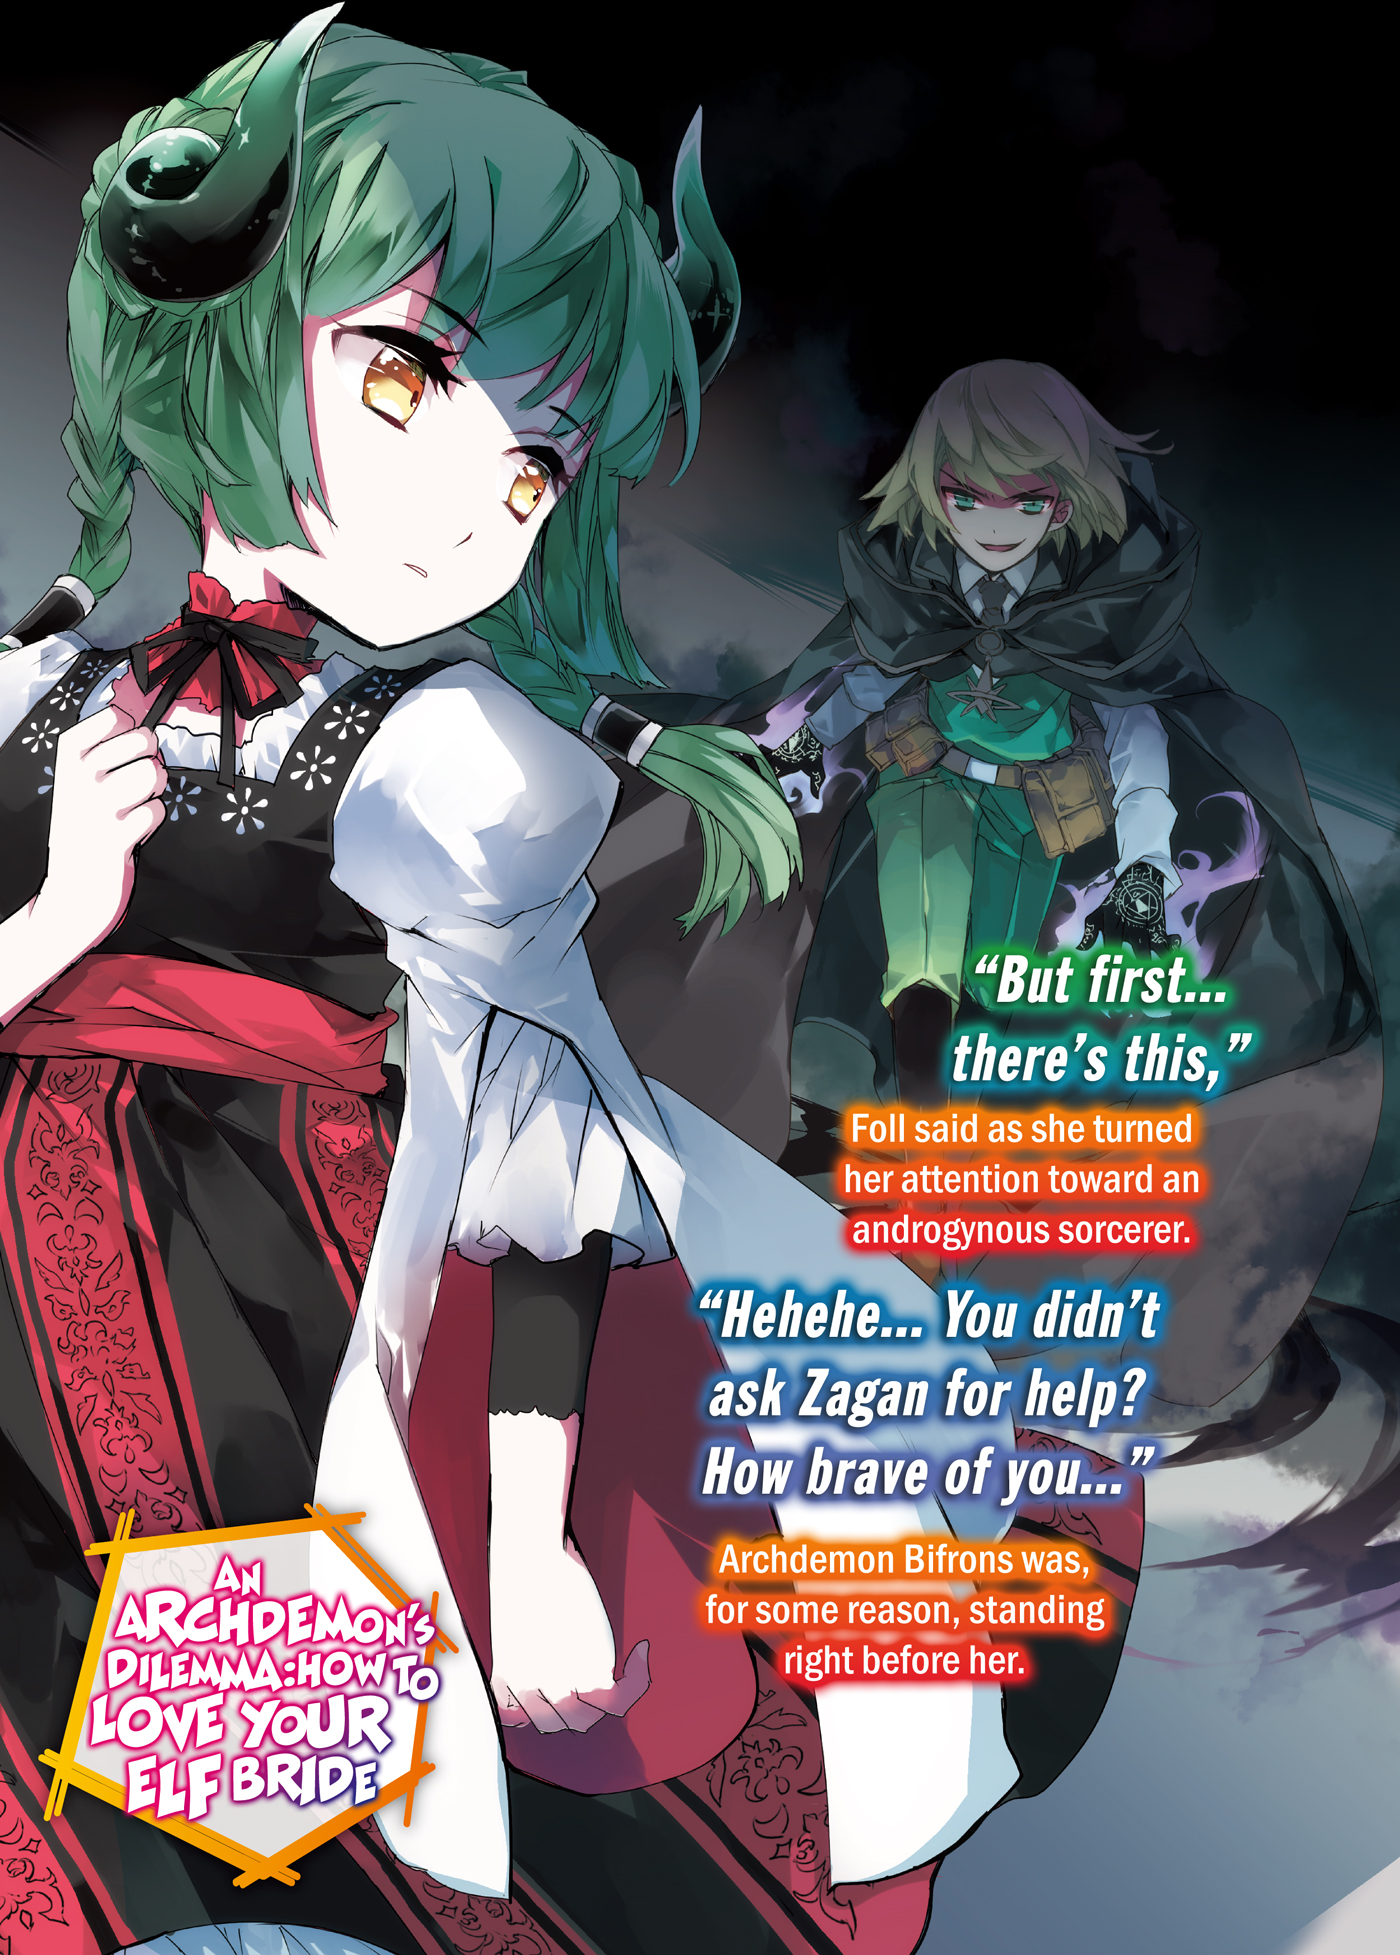 “But first...
there’s this,”
Foll said as she turned
her attention toward an
androgynous sorcerer.
“Hehehe... You didn’t
ask Zagan for help?
How brave of you...”
Archdemon Bifrons was,
for some reason, standing
right before her.
AN
ARCHDEMON’S
DILEMMA: HOW TO
LOVE YOUR
ELF BRIDE